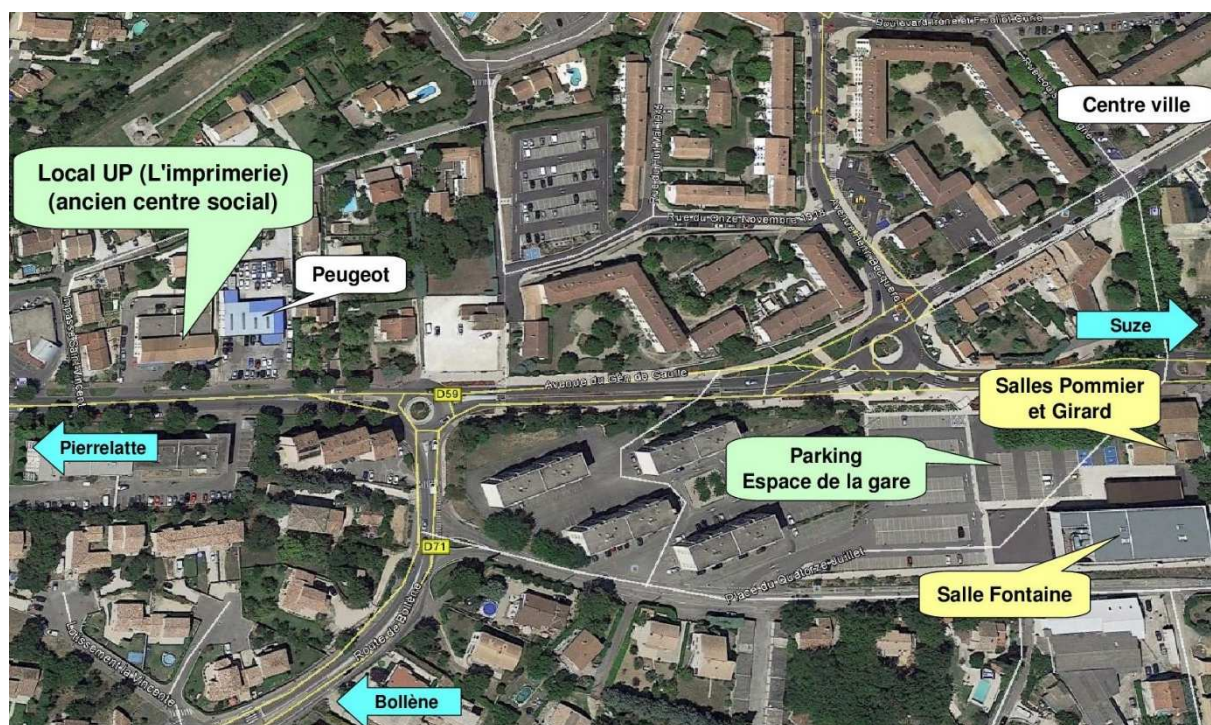 Centre ville
Local UP (L'imprimerie)
(ancien centre social)
Peugeot
Rue du Onze Novembre 1918
Suze
Avenue du Gén de Gaulle
D59
Salles Pommier
et Girard
Pierrelatte
Parking
Espace de la gare
D71
Place du Quatorze Juillet
Salle Fontaine
Route de Bollène
Bollène